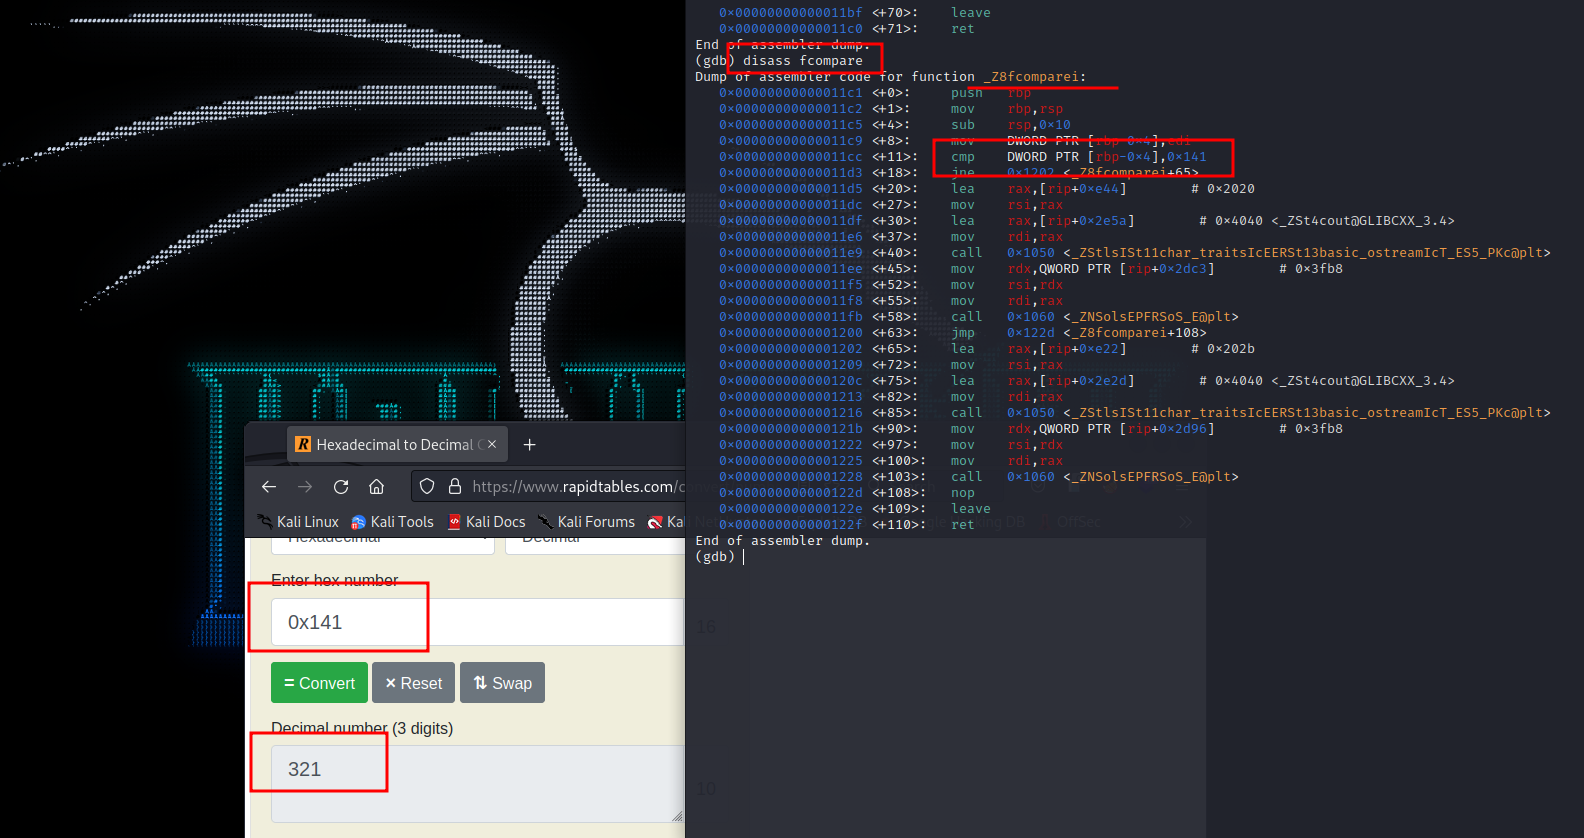 0×00000000000011bf <+70>: leave
0×00000000000011c0 <+71>: ret
End of assembler dump.
(gdb) disass fcompare
Dump of assembler code for function _Z8fcomparei:
0×00000000000011c1 <+0>: push rbp
0×00000000000011c2 <+1>: mov rbp,rsp
0×00000000000011c5 <+4>: sub rsp,0×10
0×00000000000011c9 <+8>: mov DWORD PTR [rbp-0×4],edi
0×00000000000011cc <+11>: cmp DWORD PTR [rbp-0×4],0×141
0×00000000000011d3 <+18>: jne 0×1202 <_Z8fcomparei+65>
0×00000000000011d5 <+20>: lea rax,[rip+0×e44] # 0×2020
0×00000000000011dc <+27>: mov rsi,rax
0×00000000000011df <+30>: lea rax,[rip+0×2e5a] # 0×4040 <_ZSt4cout@GLIBCXX_3.4>
0×00000000000011e6 <+37>: mov rdi,rax
0×00000000000011e9 <+40>: call 0×1050 <_ZStlsISt11char_traitsIcEERSt13basic_ostreamIcT_ES5_PKc@plt>
0×00000000000011ee <+45>: mov rdx,QWORD PTR [rip+0×2dc3] # 0×3fb8
0×00000000000011f5 <+52>: mov rsi,rdx
0×00000000000011f8 <+55>: mov rdi,rax
0×00000000000011fb <+58>: call 0×1060 <_ZNSolsEPFRSoS_E@plt>
0×0000000000001200 <+63>: jmp 0×122d <_Z8fcomparei+108>
0×0000000000001202 <+65>: lea rax,[rip+0×e22] # 0×202b
0×0000000000001209 <+72>: mov rsi,rax
0×000000000000120c <+75>: lea rax,[rip+0×2e2d] # 0×4040 <_ZSt4cout@GLIBCXX_3.4>
0×0000000000001213 <+82>: mov rdi,rax
0×0000000000001216 <+85>: call 0×1050 <_ZStlsISt11char_traitsIcEERSt13basic_ostreamIcT_ES5_PKc@plt>
0×000000000000121b <+90>: mov rdx,QWORD PTR [rip+0×2d96] # 0×3fb8
0×0000000000001222 <+97>: mov rsi,rdx
0×0000000000001225 <+100>: mov rdi,rax
0×0000000000001228 <+103>: call 0×1060 <_ZNSolsEPFRSoS_E@plt>
0×000000000000122d <+108>: nop
0×000000000000122e <+109>: leave
0×000000000000122f <+110>: ret
End of assembler dump.
(gdb)
Hexadecimal to Decimal C
https://www.rapidtables.com/c
Kali Linux Kali Tools Kali Docs Kali Forums Kali OffSec
Hexadecimal Decimal
Enter hex number
0x141
= Convert × Reset Swap
Decimal number (3 digits)
321
10
10